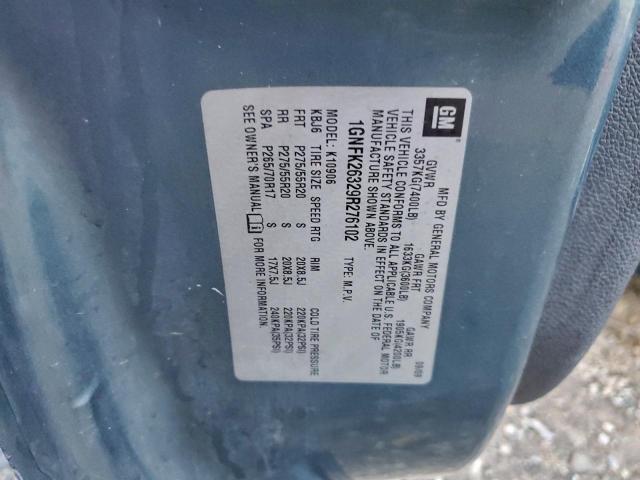 GM
MFD BY GENERAL MOTORS COMPANY 09/09
GVWR GAWR FRT GAWR RR
3357KG(7400LB) 1633KG(3600LB) 1905KG(4200LB)
THIS VEHICLE CONFORMS TO ALL APPLICABLE U.S. FEDERAL MOTOR
VEHICLE SAFETY STANDARDS IN EFFECT ON THE DATE OF
MANUFACTURE SHOWN ABOVE.
1GNFK26329R276102 TYPE: M.P.V.
MODEL: K10906
KBJ6 TIRE SIZE SPEED RTG RIM COLD TIRE PRESSURE
FRT P275/55R20 S 20X8.5J 220KPA(32PSI)
RR P275/55R20 S 20X8.5J 220KPA(32PSI)
SPA P265/70R17 S 17X7.5J 240KPA(35PSI)
SEE OWNER'S MANUAL